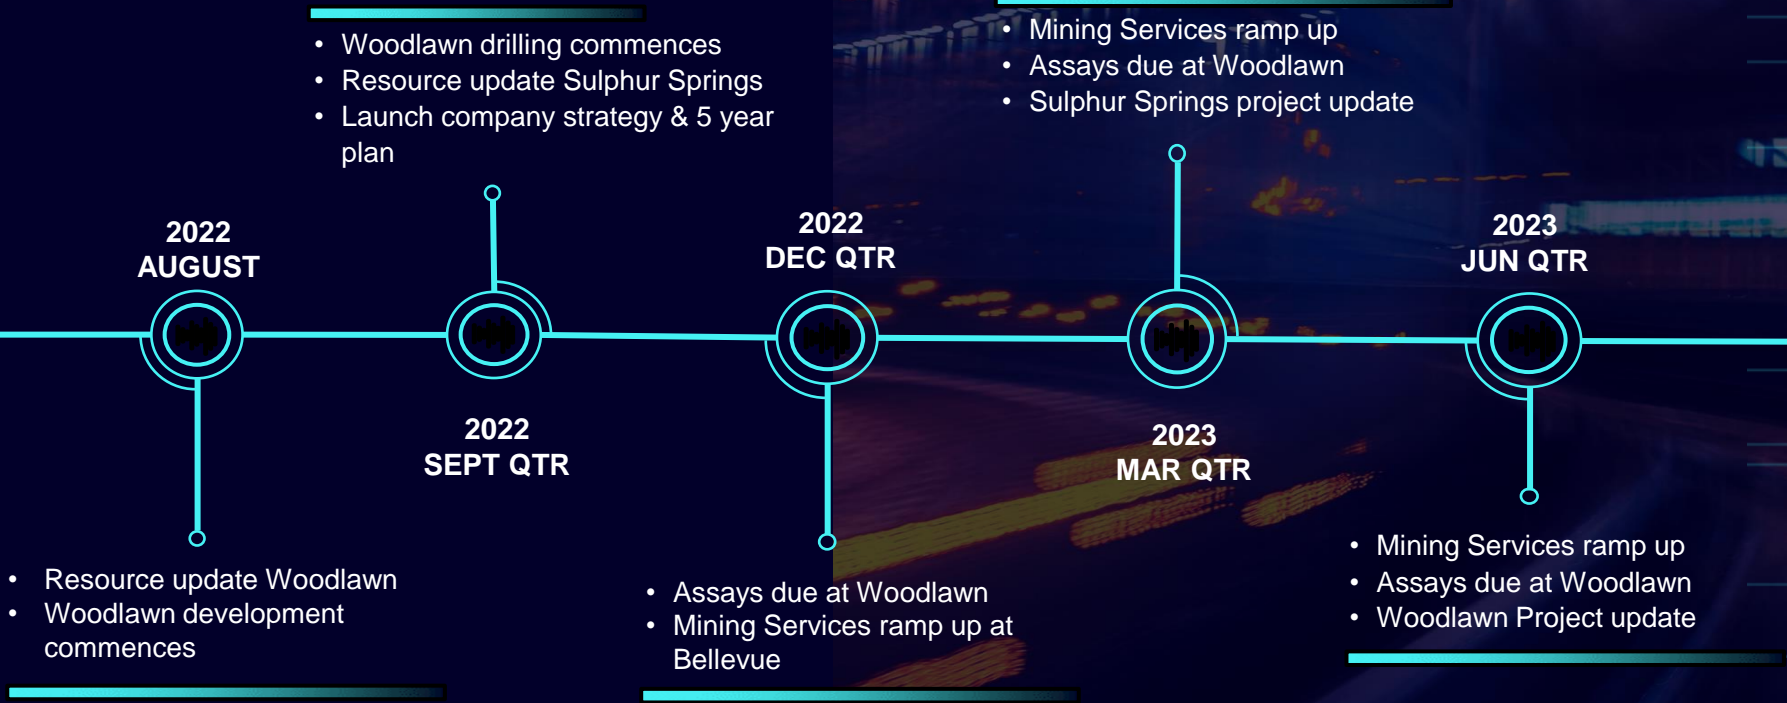 2022
AUGUST
• Resource update Woodlawn
• Woodlawn development
commences
• Woodlawn drilling commences
• Resource update Sulphur Springs
• Launch company strategy & 5 year
plan
2022
SEPT QTR
2022
DEC QTR
• Assays due at Woodlawn
• Mining Services ramp up at
Bellevue
• Mining Services ramp up
• Assays due at Woodlawn
• Sulphur Springs project update
2023
MAR QTR
2023
JUN QTR
• Mining Services ramp up
• Assays due at Woodlawn
• Woodlawn Project update